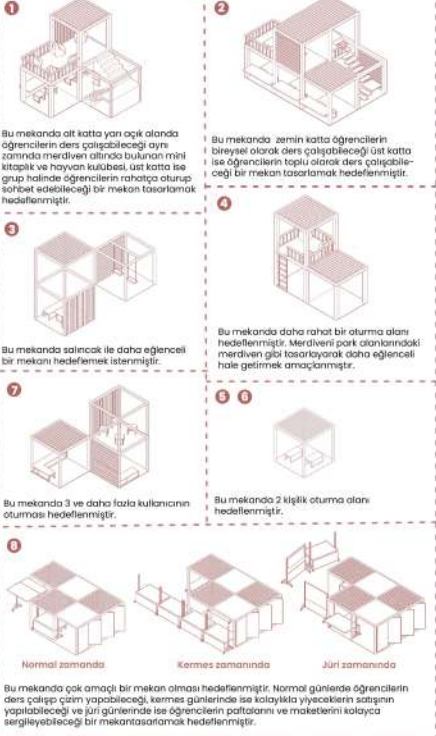 1
Bu mekanda alt katta yarı açık alanda
öğrencilerin ders çalışabileceği aynı
zamnda merdiven altında bulunan mini
kitaplık ve hayvan kulübesi, üst katta ise
grup halinde öğrencilerin rahatça oturup
sohbet edebileceği bir mekan tasarlamak
hedeflenmiştir.
2
Bu mekanda zemin katta öğrencilerin
bireysel olarak ders çalışabileceği üst katta
ise öğrencilerin toplu olarak ders çalışabile-
ceği bir mekan tasarlamak hedeflenmiştir.
3
Bu mekanda salıncak ile daha eğlenceli
bir mekanı hedeflemek istenmiştir.
4
Bu mekanda daha rahat bir oturma alanı
hedeflenmiştir. Merdiveni park alanlarındaki
merdiven gibi tasarlayarak daha eğlenceli
hale getirmek amaçlanmıştır.
7
Bu mekanda 3 ve daha fazla kullanıcının
oturması hedeflenmiştir.
5 6
Bu mekanda 2 kişilik oturma alanı
hedeflenmiştir.
8
Normal zamanda
Kermes zamanında
Jüri zamanında
Bu mekanda çok amaçlı bir mekan olması hedeflenmiştir. Normal günlerde öğrencilerin
ders çalışıp çizim yapabileceği, kermes günlerinde ise kolaylıkla yiyeceklerin satışının
yapılabileceği ve jüri günlerinde ise öğrencilerin paftalarını ve maketlerini kolayca
sergileyebileceği bir mekantasarlamak hedeflenmiştir.